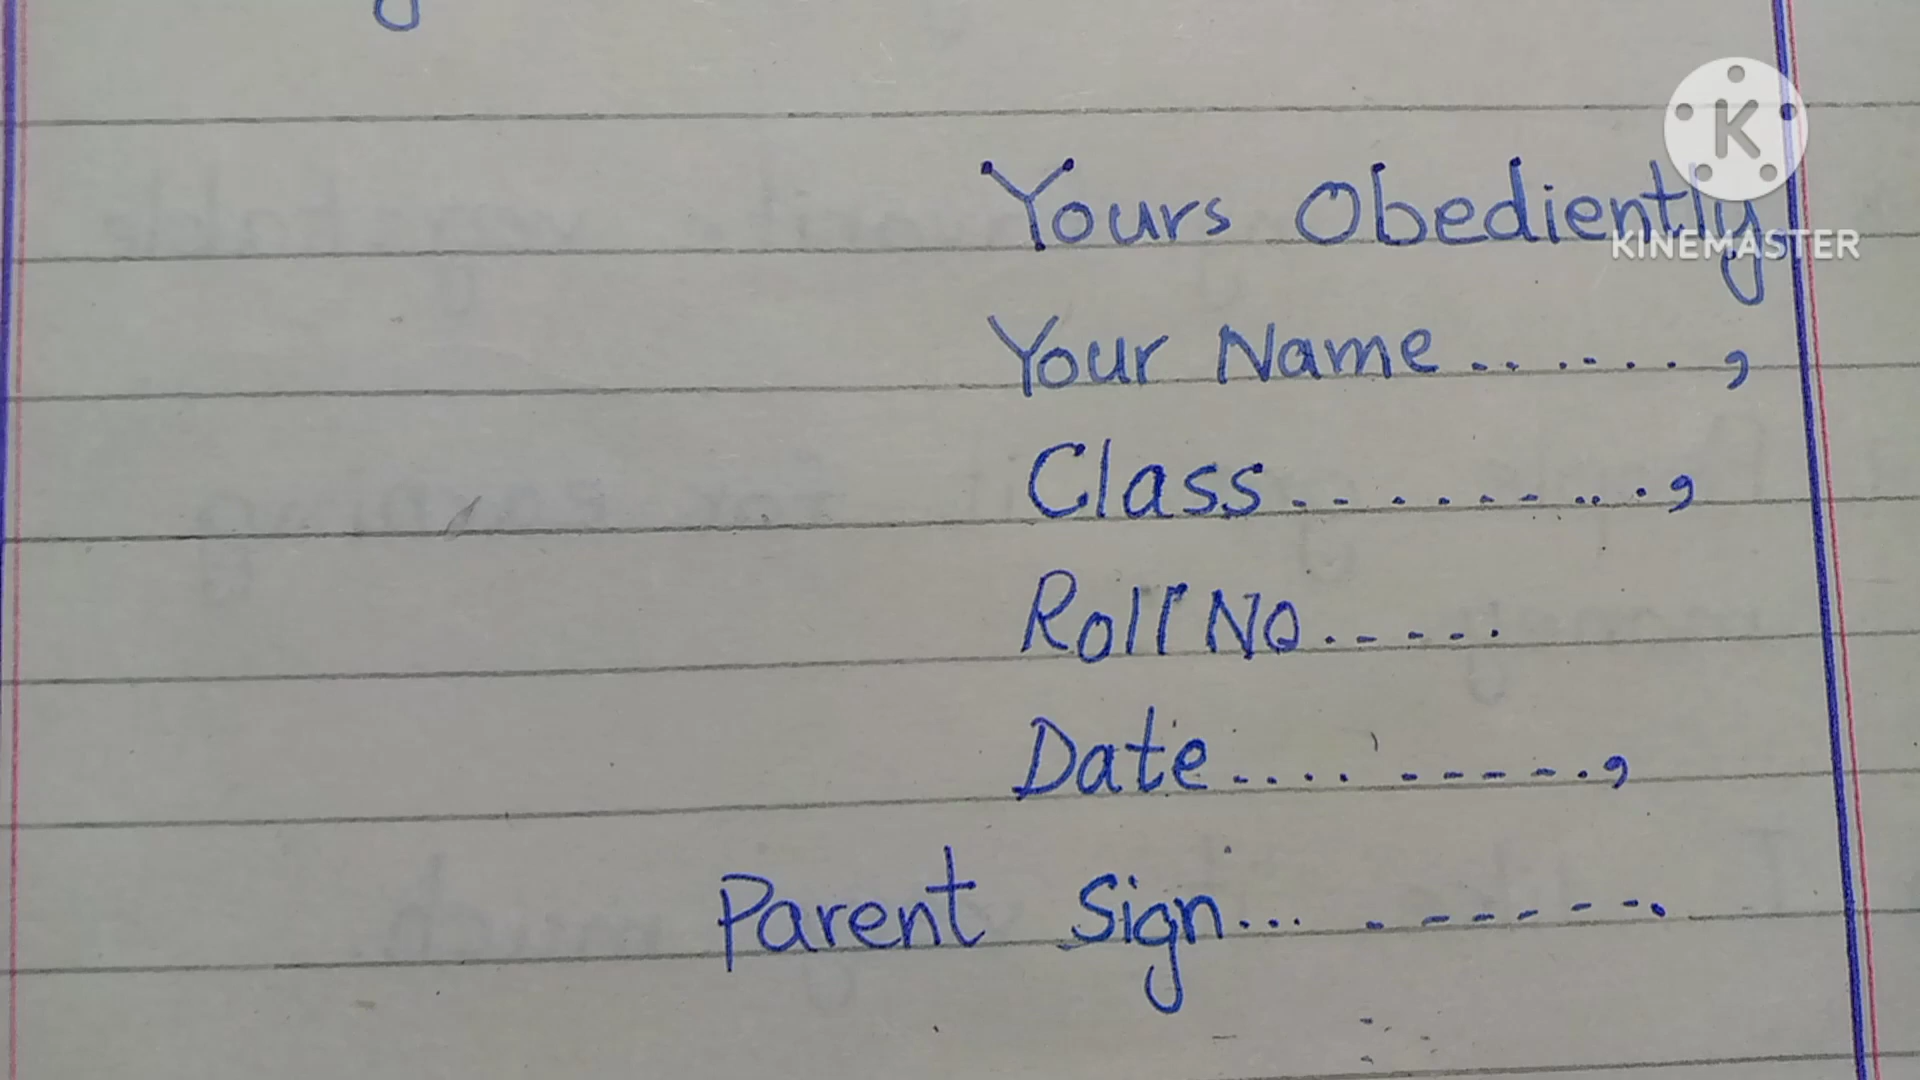 Yours Obediently
Your Name.......,
Class.............,
Roll No......
Date..........,
Parent Sign..........
K
KINEMASTER